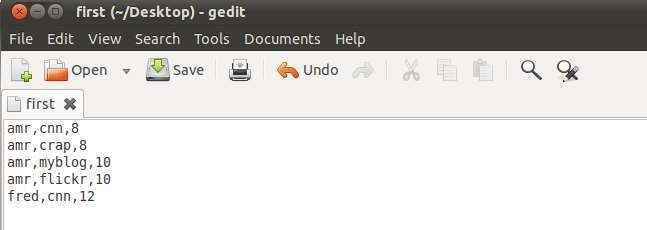 first (~/Desktop) - gedit
File Edit View Search Tools Documents Help
Open Save Undo
first
amr,cnn,8
amr,crap,8
amr,myblog,10
amr,flickr,10
fred,cnn,12